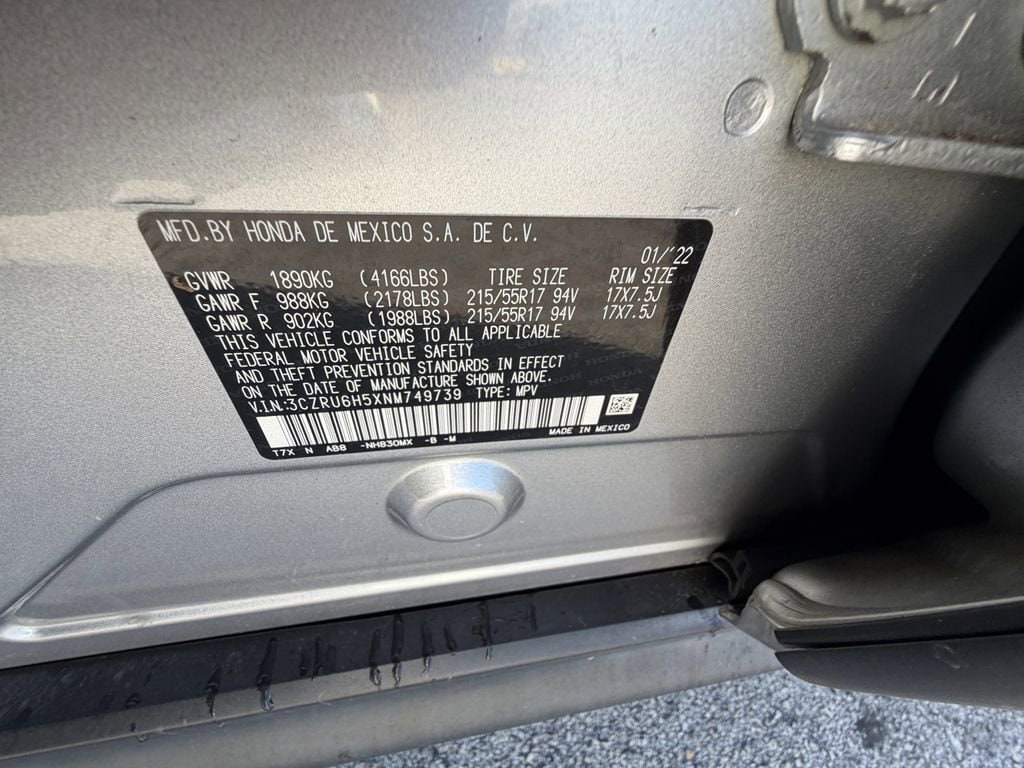 MFD.BY HONDA DE MEXICO S.A. DE C.V.
01/'22
GVWR 1890KG (4166LBS) TIRE SIZE RIM SIZE
GAWR F 988KG (2178LBS) 215/55R17 94V 17X7.5J
GAWR R 902KG (1988LBS) 215/55R17 94V 17X7.5J
THIS VEHICLE CONFORMS TO ALL APPLICABLE
FEDERAL MOTOR VEHICLE SAFETY
AND THEFT PREVENTION STANDARDS IN EFFECT
ON THE DATE OF MANUFACTURE SHOWN ABOVE.
V.I.N:3CZRU6H5XNM749739 TYPE: MPV
MADE IN MEXICO
T7X N AB8 -NH830MX -B -M